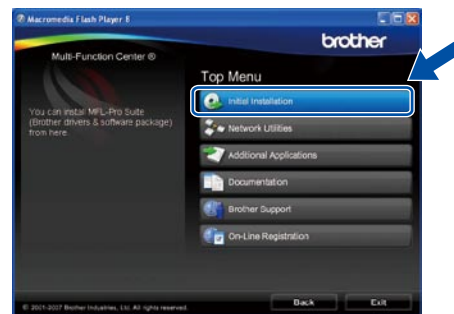 Macromedia Flash Player 8
brother
Multi-Function Center ®
Top Menu
Initial Installation
You can install MFL-Pro Suite
(Brother drivers & software package)
from here.
Network Utilities
Additional Applications
Documentation
Brother Support
On-Line Registration
© 2001-2007 Brother Industries, Ltd. All rights reserved.
Back
Exit